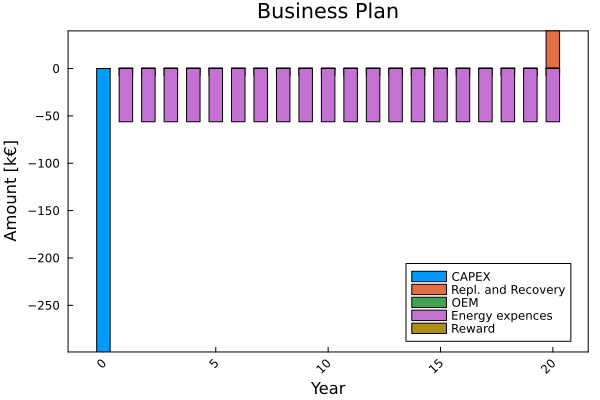 Business Plan
Amount [k€]
0
−50
−100
−150
−200
−250
0
5
10
15
20
Year
CAPEX
Repl. and Recovery
OEM
Energy expences
Reward